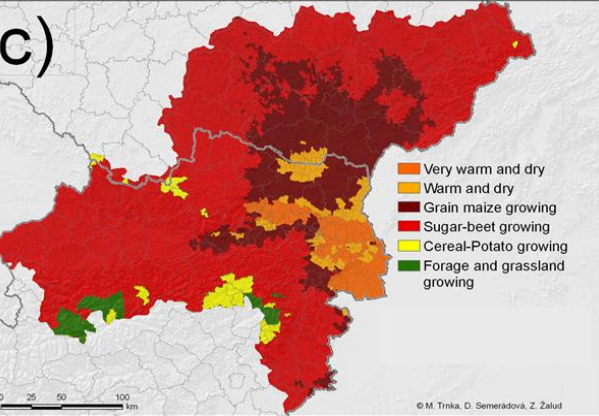 c)
Very warm and dry
Warm and dry
Grain maize growing
Sugar-beet growing
Cereal-Potato growing
Forage and grassland
growing
0 25 50 100
km
© M. Trnka, D. Semerádová, Z. Žalud